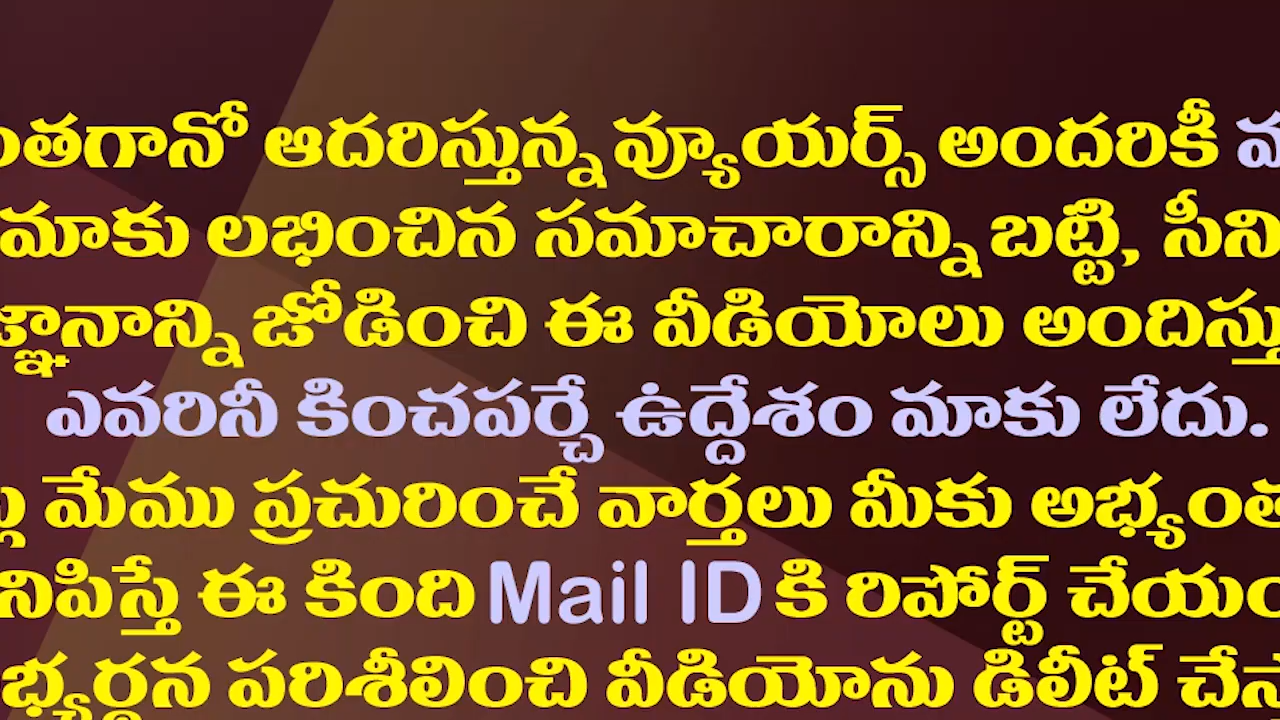 ంతగానో ఆదరిస్తున్న వ్యూయర్స్ అందరికీ
మాకు లభించిన సమాచారాన్ని బట్టి, సీని
జ్ఞానాన్ని జోడించి ఈ వీడియోలు అందిస్తు
ఎవరినీ కించపర్చే ఉద్దేశం మాకు లేదు.
మేము ప్రచురించే వార్తలు మీకు అభ్యంత
నిపిస్తే ఈ కింది Mail ID కి రిపోర్ట్ చేయం
భ్యర్థన పరిశీలించి వీడియోను డిలీట్ చేస